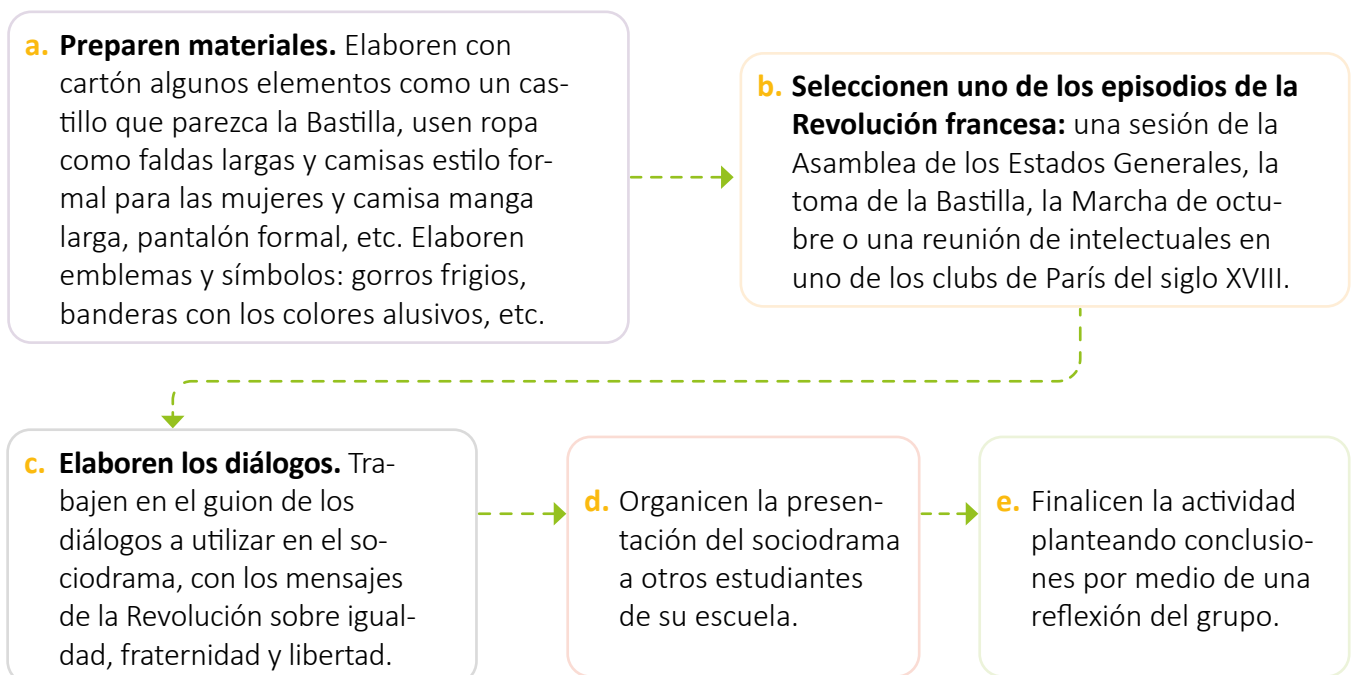 a. Preparen materiales. Elaboren con
cartón algunos elementos como un cas-
tillo que parezca la Bastilla, usen ropa
como faldas largas y camisas estilo for-
mal para las mujeres y camisa manga
larga, pantalón formal, etc. Elaboren
emblemas y símbolos: gorros frigios,
banderas con los colores alusivos, etc.
b. Seleccionen uno de los episodios de la
Revolución francesa: una sesión de la
Asamblea de los Estados Generales, la
toma de la Bastilla, la Marcha de octu-
bre o una reunión de intelectuales en
uno de los clubs de París del siglo XVIII.
c. Elaboren los diálogos. Tra-
bajen en el guion de los
diálogos a utilizar en el so-
ciodrama, con los mensajes
de la Revolución sobre igual-
dad, fraternidad y libertad.
d. Organicen la presen-
tación del sociodrama
a otros estudiantes
de su escuela.
e. Finalicen la actividad
planteando conclusio-
nes por medio de una
reflexión del grupo.